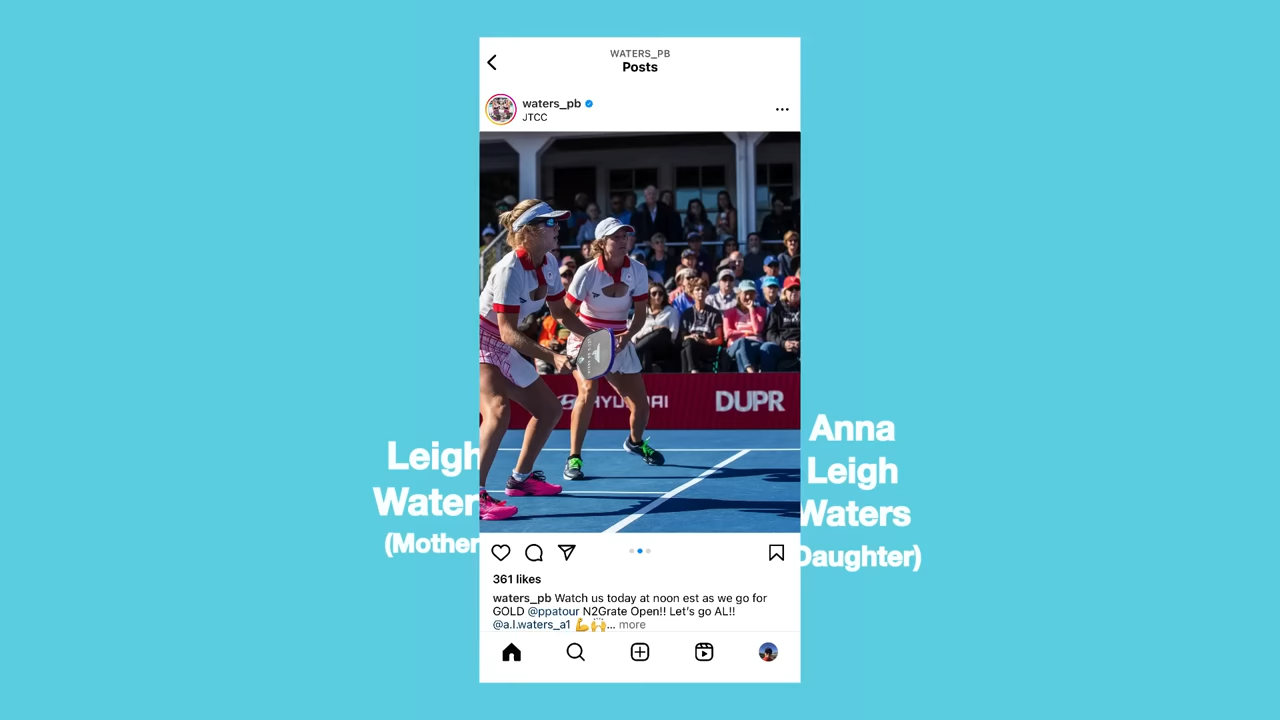 WATERS_PB
Posts
waters_pb
JTCC
HYUNDAI
DUPR
Leigh
Water
(Mother
Anna
Leigh
Waters
Daughter)
361 likes
waters_pb Watch us today at noon est as we go for
GOLD @ppatour N2Grate Open!! Let's go AL!!
@a.l.waters_a1 💪🙌... more